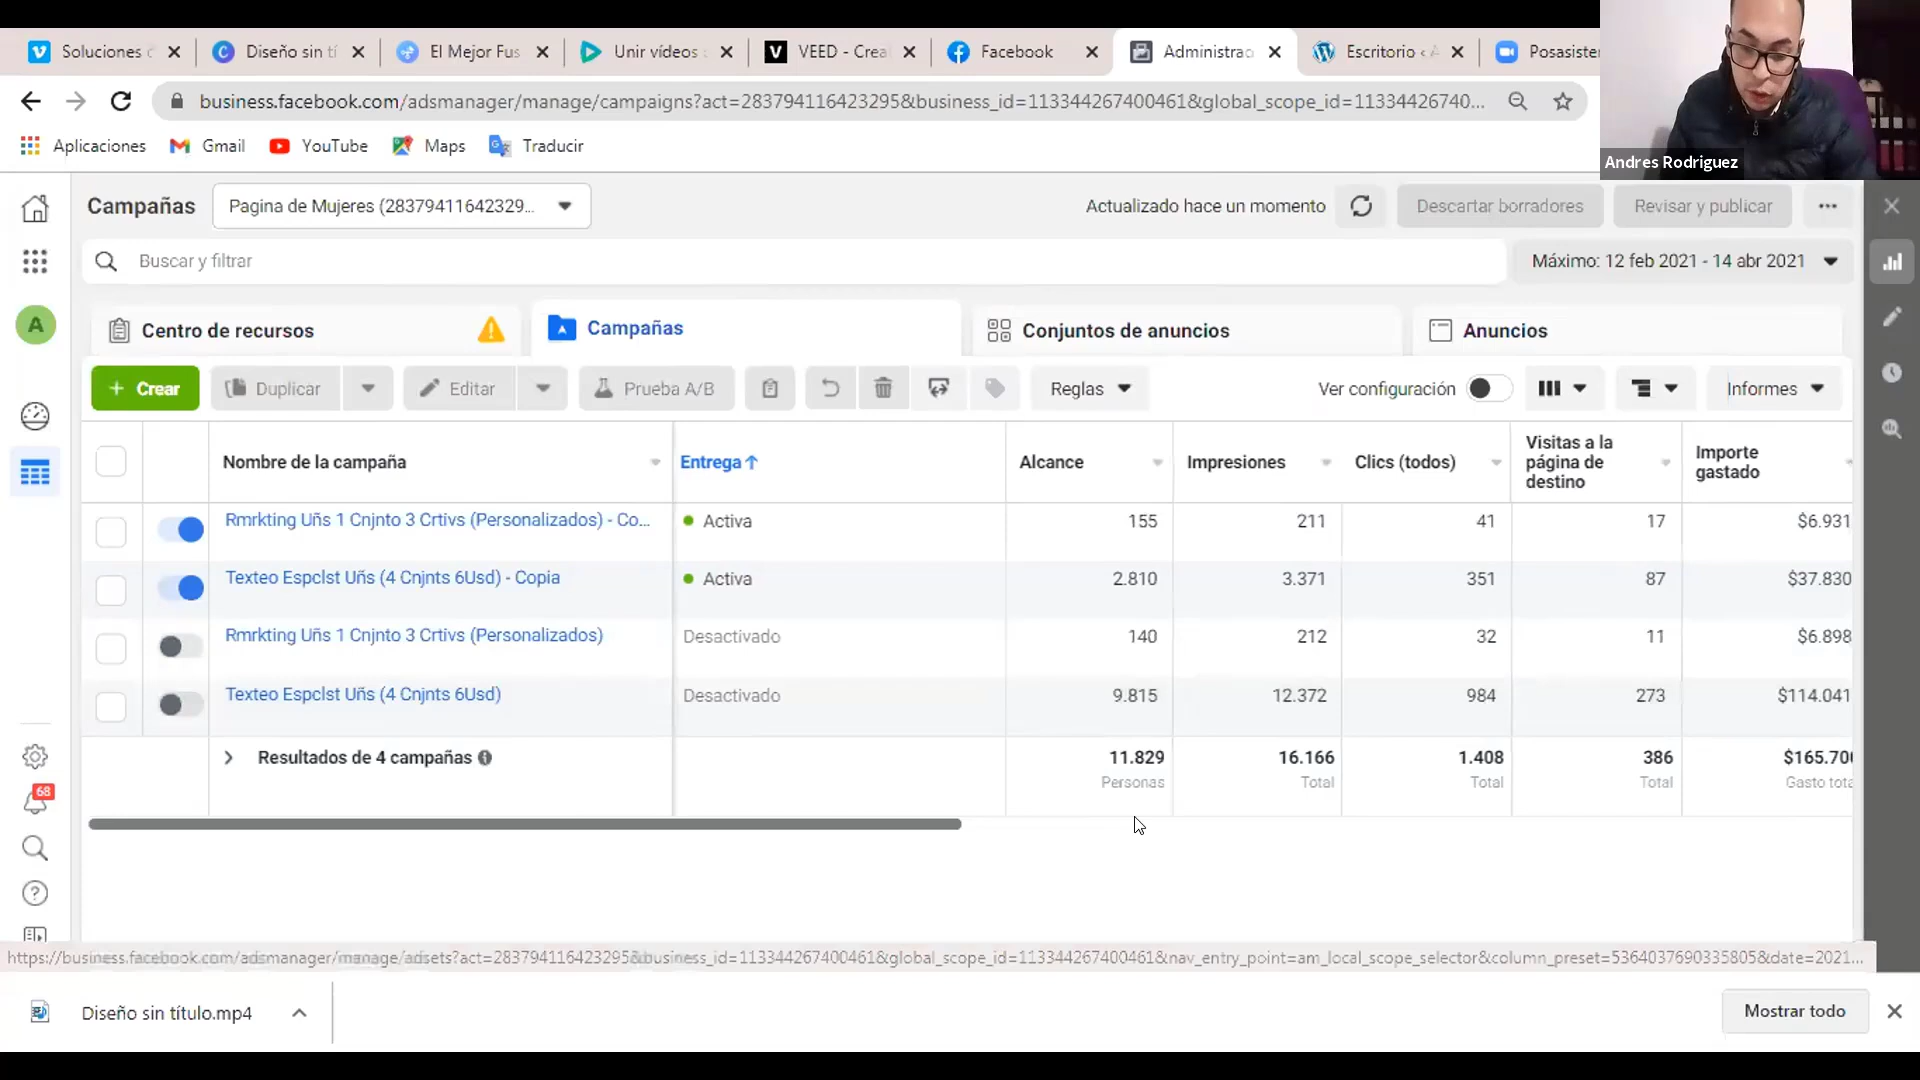 Soluciones
Diseño sin tí
El Mejor Fus
Unir vídeos
VEED - Crea
Facebook
Administrac
Escritorio
Posasiste
business.facebook.com/adsmanager/manage/campaigns?act=283794116423295&business_id=113344267400461&global_scope_id=11334426740...
Aplicaciones
Gmail
YouTube
Maps
Traducir
Andres Rodriguez
Campañas
Pagina de Mujeres (28379411642329...
Actualizado hace un momento
Descartar borradores
Revisar y publicar
Buscar y filtrar
Máximo: 12 feb 2021 - 14 abr 2021
A
Centro de recursos
Campañas
Conjuntos de anuncios
Anuncios
+ Crear
Duplicar
Editar
Prueba A/B
Reglas
Ver configuración
Informes
Nombre de la campaña
Entrega ↑
Alcance
Impresiones
Clics (todos)
Visitas a la
página de
destino
Importe
gastado
Rmrkting Uñs 1 Cnjnto 3 Crtivs (Personalizados) - Co... Activa 155 211 41 17 $6.931
Texteo Espclst Uñs (4 Cnjnts 6Usd) - Copia Activa 2.810 3.371 351 87 $37.830
Rmrkting Uñs 1 Cnjnto 3 Crtivs (Personalizados) Desactivado 140 212 32 11 $6.898
Texteo Espclst Uñs (4 Cnjnts 6Usd) Desactivado 9.815 12.372 984 273 $114.041
Resultados de 4 campañas 11.829 16.166 1.408 386 $165.70
Personas Total Total Total Gasto tota
68
https://business.facebook.com/adsmanager/manage/adsets?act=283794116423295&business_id=113344267400461&global_scope_id=113344267400461&nav_entry_point=am_local_scope_selector&column_preset=53640376903358​05&date=2021...
Diseño sin título.mp4
Mostrar todo